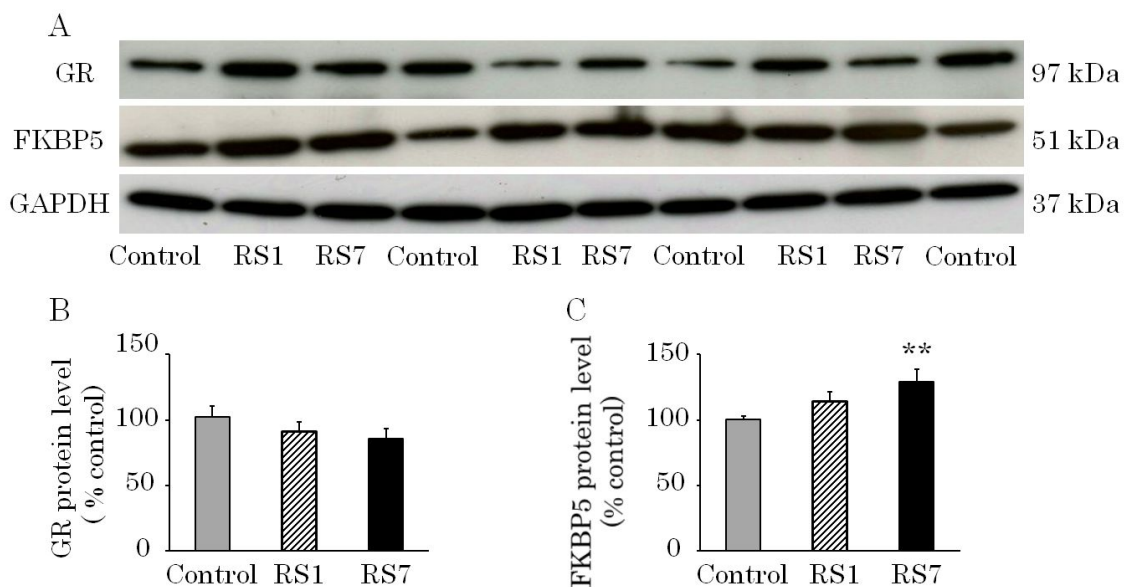 A
GR 97 kDa
FKBP5 51 kDa
GAPDH 37 kDa
Control RS1 RS7 Control RS1 RS7 Control RS1 RS7 Control
B
GR protein level
( % control)
150
100
50
0
Control RS1 RS7
C
FKBP5 protein level
(% control)
150
100
50
0
**
Control RS1 RS7